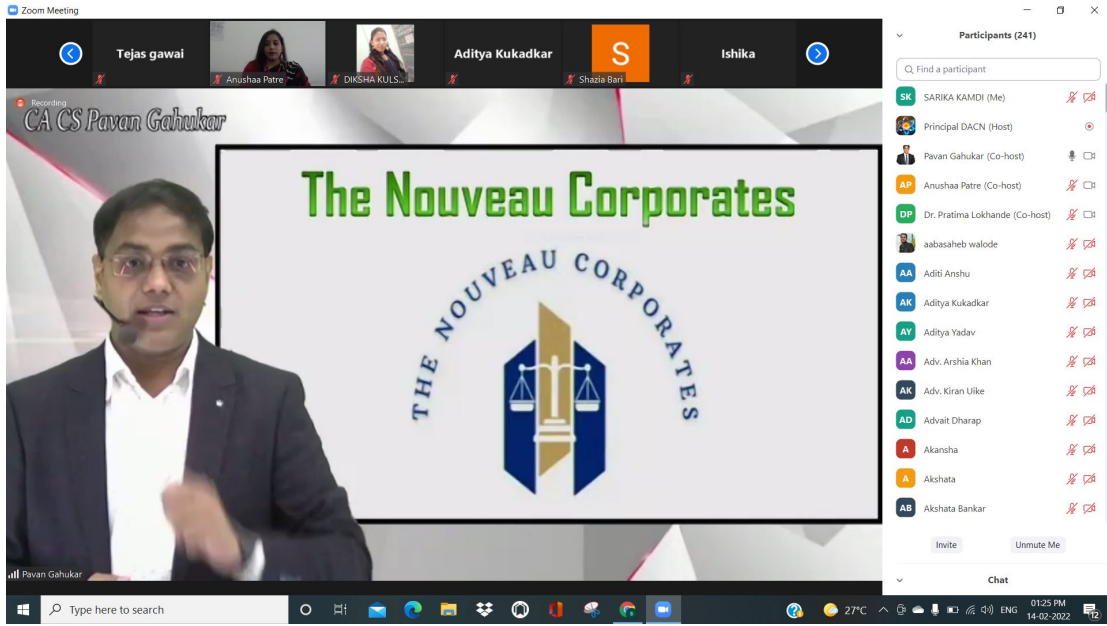 Zoom Meeting
Tejas gawai
Anushaa Patre
DIKSHA KULS...
Aditya Kukadkar
S
Shazia Bari
Ishika
Recording
CA CS Pavan Gahukar
The Nouveau Corporates
THE NOUVEAU CORPORATES
Pavan Gahukar
Participants (241)
Find a participant
SK SARIKA KAMDI (Me)
Principal DACN (Host)
Pavan Gahukar (Co-host)
AP Anushaa Patre (Co-host)
DP Dr. Pratima Lokhande (Co-host)
aabasaheb walode
AA Aditi Anshu
AK Aditya Kukadkar
AY Aditya Yadav
AA Adv. Arshia Khan
AK Adv. Kiran Uike
AD Advait Dharap
A Akansha
A Akshata
AB Akshata Bankar
Invite Unmute Me
Chat
Type here to search
27°C
ENG
01:25 PM
14-02-2022
12